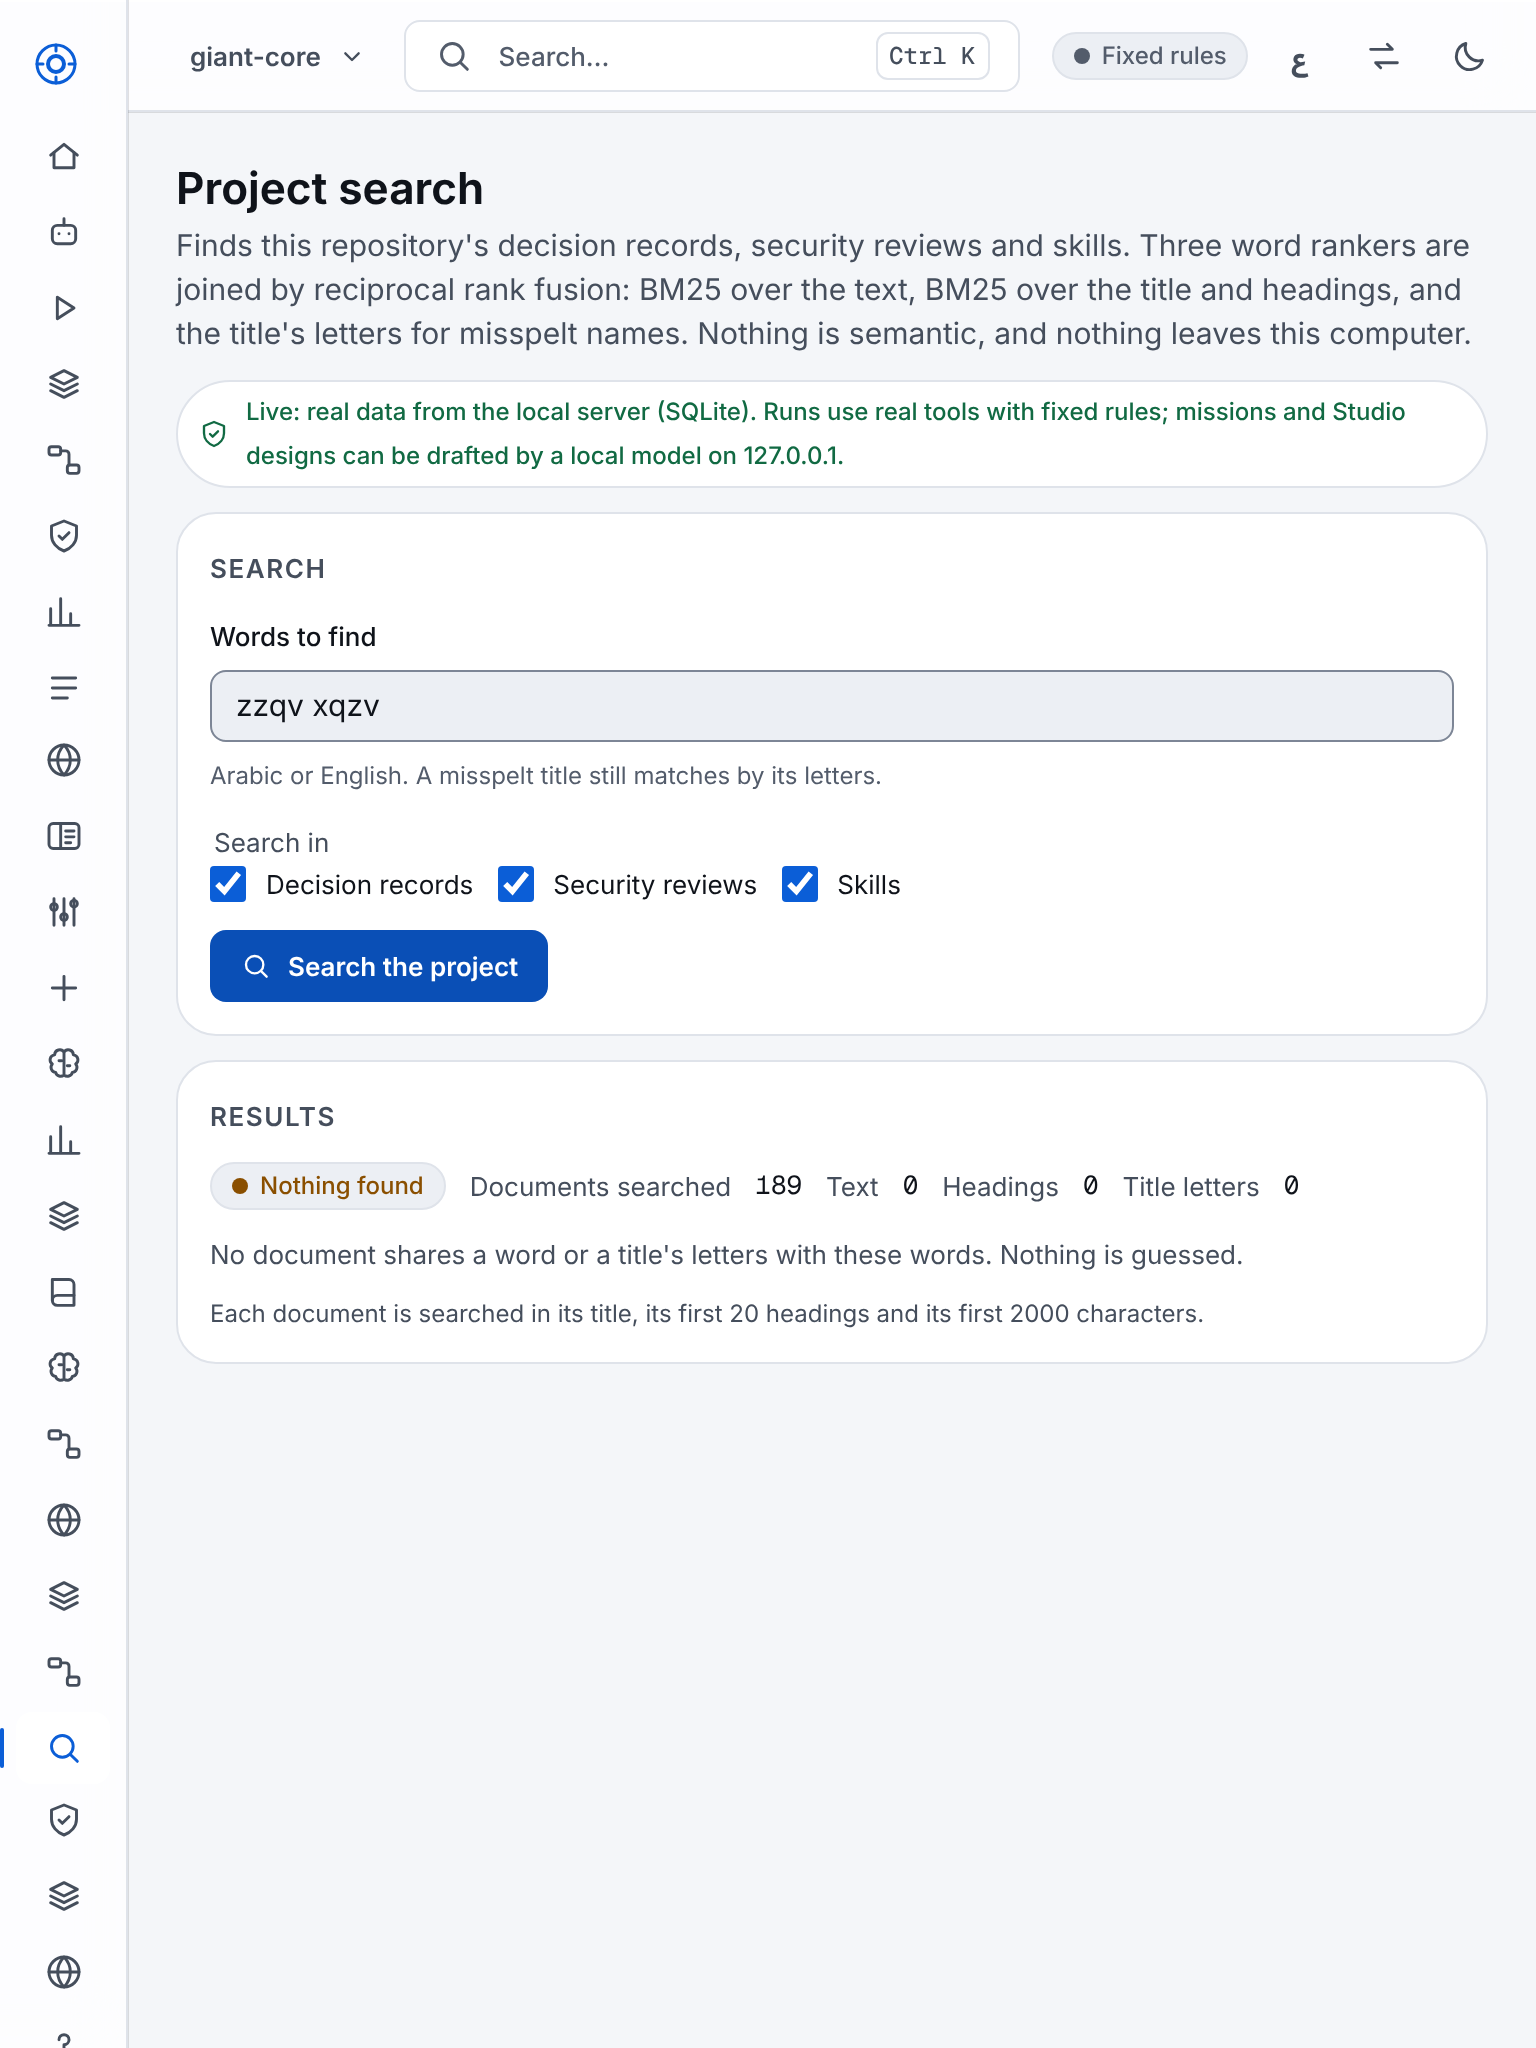 giant-core
Search...
Ctrl K
Fixed rules
ع
Project search
Finds this repository's decision records, security reviews and skills. Three word rankers are
joined by reciprocal rank fusion: BM25 over the text, BM25 over the title and headings, and
the title's letters for misspelt names. Nothing is semantic, and nothing leaves this computer.
Live: real data from the local server (SQLite). Runs use real tools with fixed rules; missions and Studio
designs can be drafted by a local model on 127.0.0.1.
SEARCH
Words to find
zzqv xqzv
Arabic or English. A misspelt title still matches by its letters.
Search in
Decision records
Security reviews
Skills
Search the project
RESULTS
Nothing found Documents searched 189 Text 0 Headings 0 Title letters 0
No document shares a word or a title's letters with these words. Nothing is guessed.
Each document is searched in its title, its first 20 headings and its first 2000 characters.